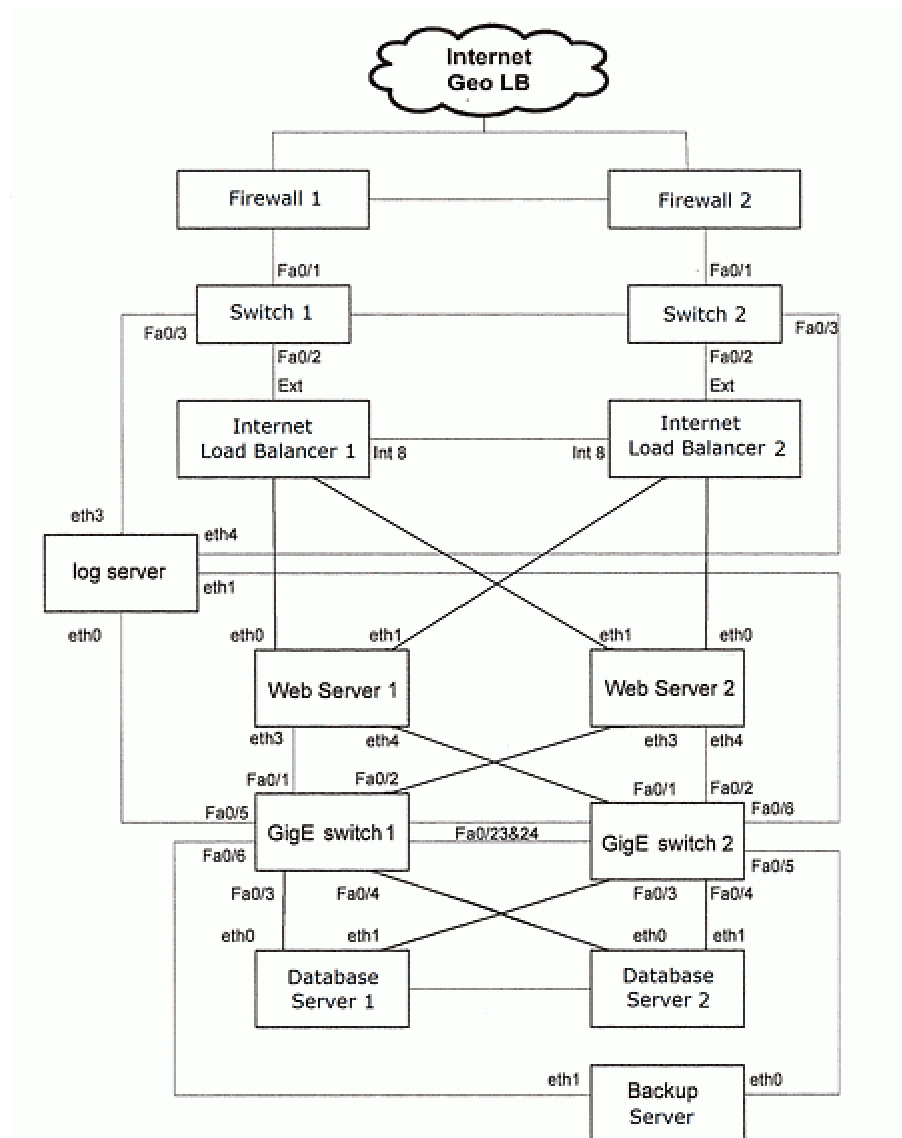 Internet
Geo LB
Firewall 1
Firewall 2
Fa0/1
Fa0/1
Switch 1
Switch 2
Fa0/3
Fa0/3
Fa0/2
Fa0/2
Ext
Ext
Internet
Load Balancer 1
Internet
Load Balancer 2
Int 8
Int 8
eth3
eth4
log server
eth1
eth0
eth0
eth1
eth1
eth0
Web Server 1
Web Server 2
eth3
eth4
eth3
eth4
Fa0/1
Fa0/2
Fa0/1
Fa0/2
Fa0/5
Fa0/6
GigE switch 1
Fa0/23&24
GigE switch 2
Fa0/6
Fa0/5
Fa0/3
Fa0/4
Fa0/3
Fa0/4
eth0
eth1
eth0
eth1
Database
Server 1
Database
Server 2
eth1
eth0
Backup
Server